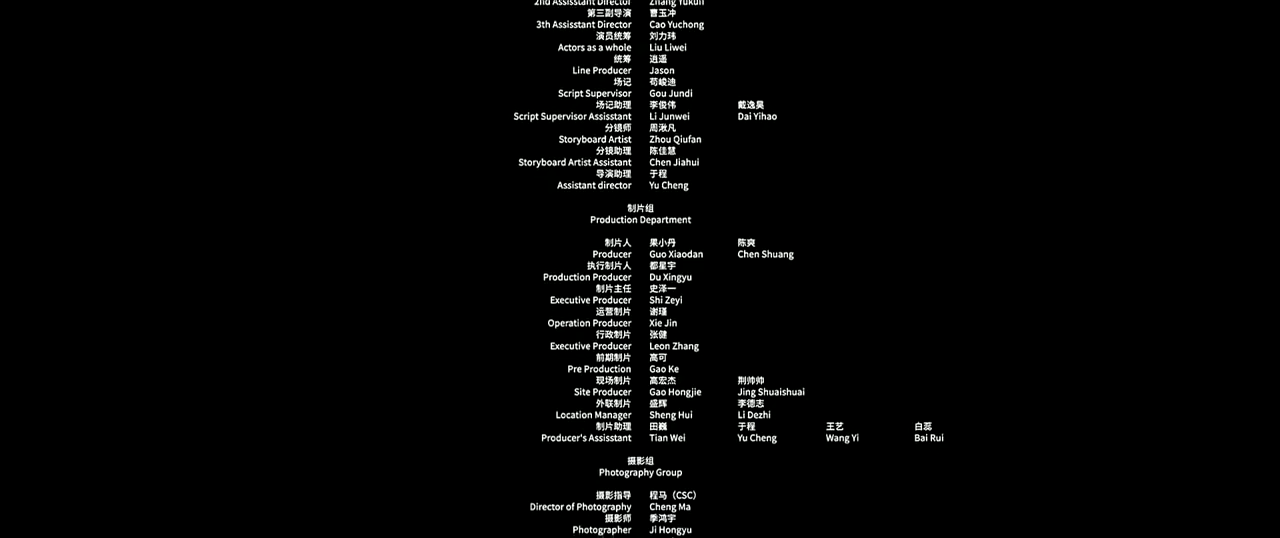 2nd Assisstant Director Zhang Yukun
第三副导演 曹玉冲
3th Assisstant Director Cao Yuchong
演员统筹 刘力玮
Actors as a whole Liu Liwei
统筹 逍遥
Line Producer Jason
场记 苟峻迪
Script Supervisor Gou Jundi
场记助理 李俊伟 戴逸昊
Script Supervisor Assisstant Li Junwei Dai Yihao
分镜师 周湫凡
Storyboard Artist Zhou Qiufan
分镜助理 陈佳慧
Storyboard Artist Assistant Chen Jiahui
导演助理 于程
Assistant director Yu Cheng
制片组
Production Department
制片人 果小丹 陈爽
Producer Guo Xiaodan Chen Shuang
执行制片人 都星宇
Production Producer Du Xingyu
制片主任 史泽一
Executive Producer Shi Zeyi
运营制片 谢瑾
Operation Producer Xie Jin
行政制片 张健
Executive Producer Leon Zhang
前期制片 高可
Pre Production Gao Ke
现场制片 高宏杰 荆帅帅
Site Producer Gao Hongjie Jing Shuaishuai
外联制片 盛辉 李德志
Location Manager Sheng Hui Li Dezhi
制片助理 田巍 于程 王艺 白蕊
Producer's Assisstant Tian Wei Yu Cheng Wang Yi Bai Rui
摄影组
Photography Group
摄影指导 程马（CSC）
Director of Photography Cheng Ma
摄影师 季鸿宇
Photographer Ji Hongyu